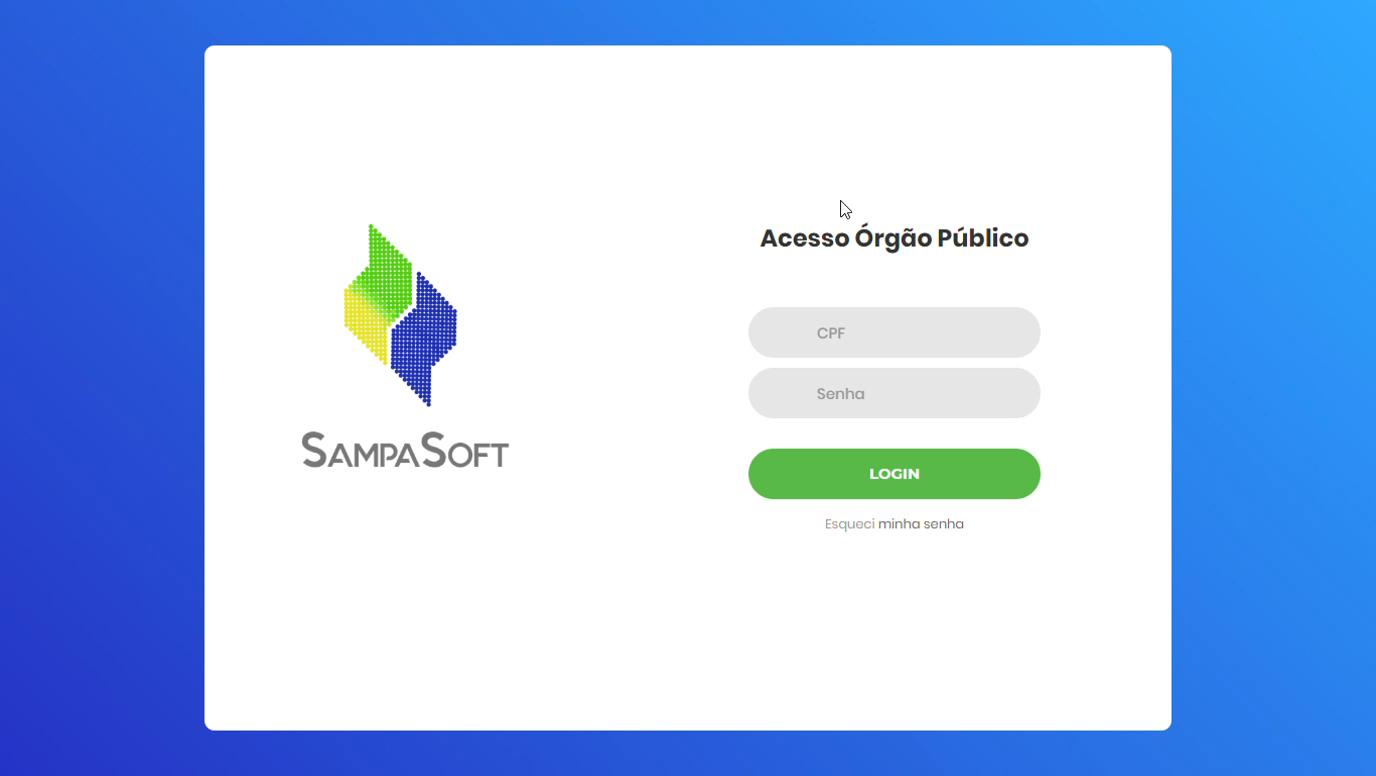 Acesso Órgão Público
CPF
Senha
SAMPASOFT
LOGIN
Esqueci minha senha